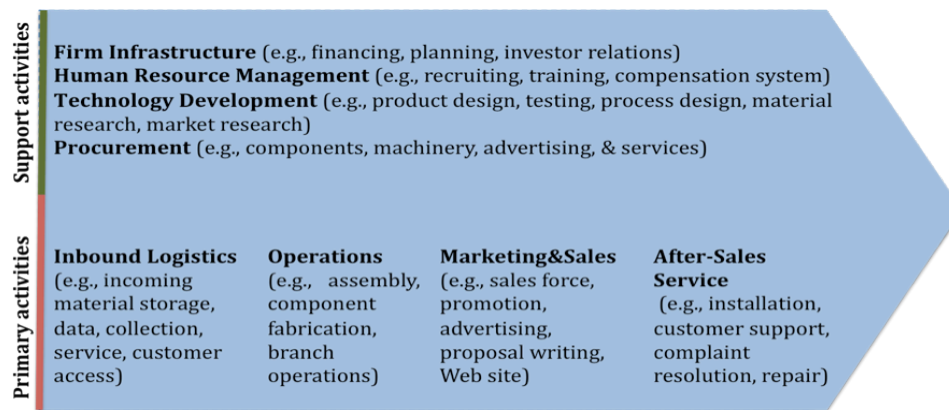 Support activities
Firm Infrastructure (e.g., financing, planning, investor relations)
Human Resource Management (e.g., recruiting, training, compensation system)
Technology Development (e.g., product design, testing, process design, material
research, market research)
Procurement (e.g., components, machinery, advertising, & services)
Primary activities
Inbound Logistics
(e.g., incoming
material storage,
data, collection,
service, customer
access)
Operations
(e.g., assembly,
component
fabrication,
branch
operations)
Marketing&Sales
(e.g., sales force,
promotion,
advertising,
proposal writing,
Web site)
After-Sales
Service
(e.g., installation,
customer support,
complaint
resolution, repair)